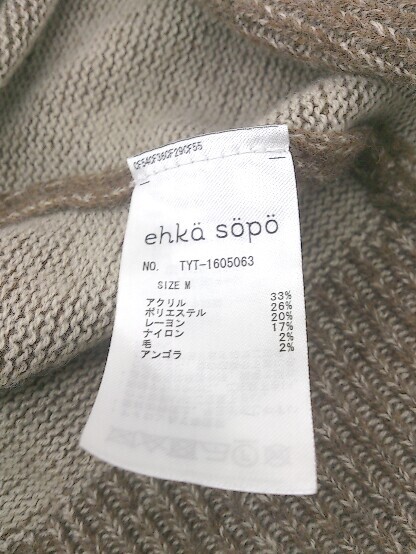 CF54CF36CF29CF55
ehkä söpö
NO. TYT-1605063
SIZE M
アクリル 33%
ポリエステル 26%
レーヨン 20%
ナイロン 17%
毛 2%
アンゴラ 2%